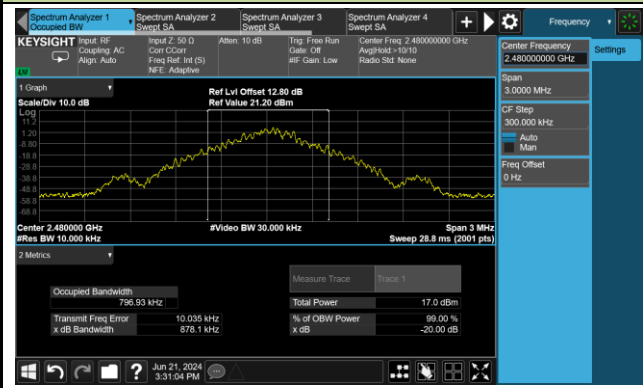 Spectrum Analyzer 1
Occupied BW
Spectrum Analyzer 2
Swept SA
Spectrum Analyzer 3
Swept SA
Spectrum Analyzer 4
Swept SA
Frequency
KEYSIGHT
Input: RF
Coupling: AC
Align: Auto
Input Z: 50 Ω
Corr CCorr
Freq Ref: Int (S)
NFE: Adaptive
Atten: 10 dB
Trig: Free Run
Gate: Off
#IF Gain: Low
Center Freq: 2.480000000 GHz
Avg|Hold:>10/10
Radio Std: None
Center Frequency
2.480000000 GHz
Settings
Span
3.0000 MHz
CF Step
300.000 kHz
Auto
Man
Freq Offset
0 Hz
1 Graph
Scale/Div 10.0 dB
Ref Lvl Offset 12.80 dB
Ref Value 21.20 dBm
Log
11.2
1.20
-8.80
-18.8
-28.8
-38.8
-48.8
-58.8
-68.8
Center 2.480000 GHz
#Res BW 10.000 kHz
#Video BW 30.000 kHz
Span 3 MHz
Sweep 28.8 ms (2001 pts)
2 Metrics
Measure Trace
Trace 1
Occupied Bandwidth
796.93 kHz
Total Power
17.0 dBm
Transmit Freq Error
10.035 kHz
% of OBW Power
99.00 %
x dB Bandwidth
878.1 kHz
x dB
-20.00 dB
Jun 21, 2024
3:31:04 PM